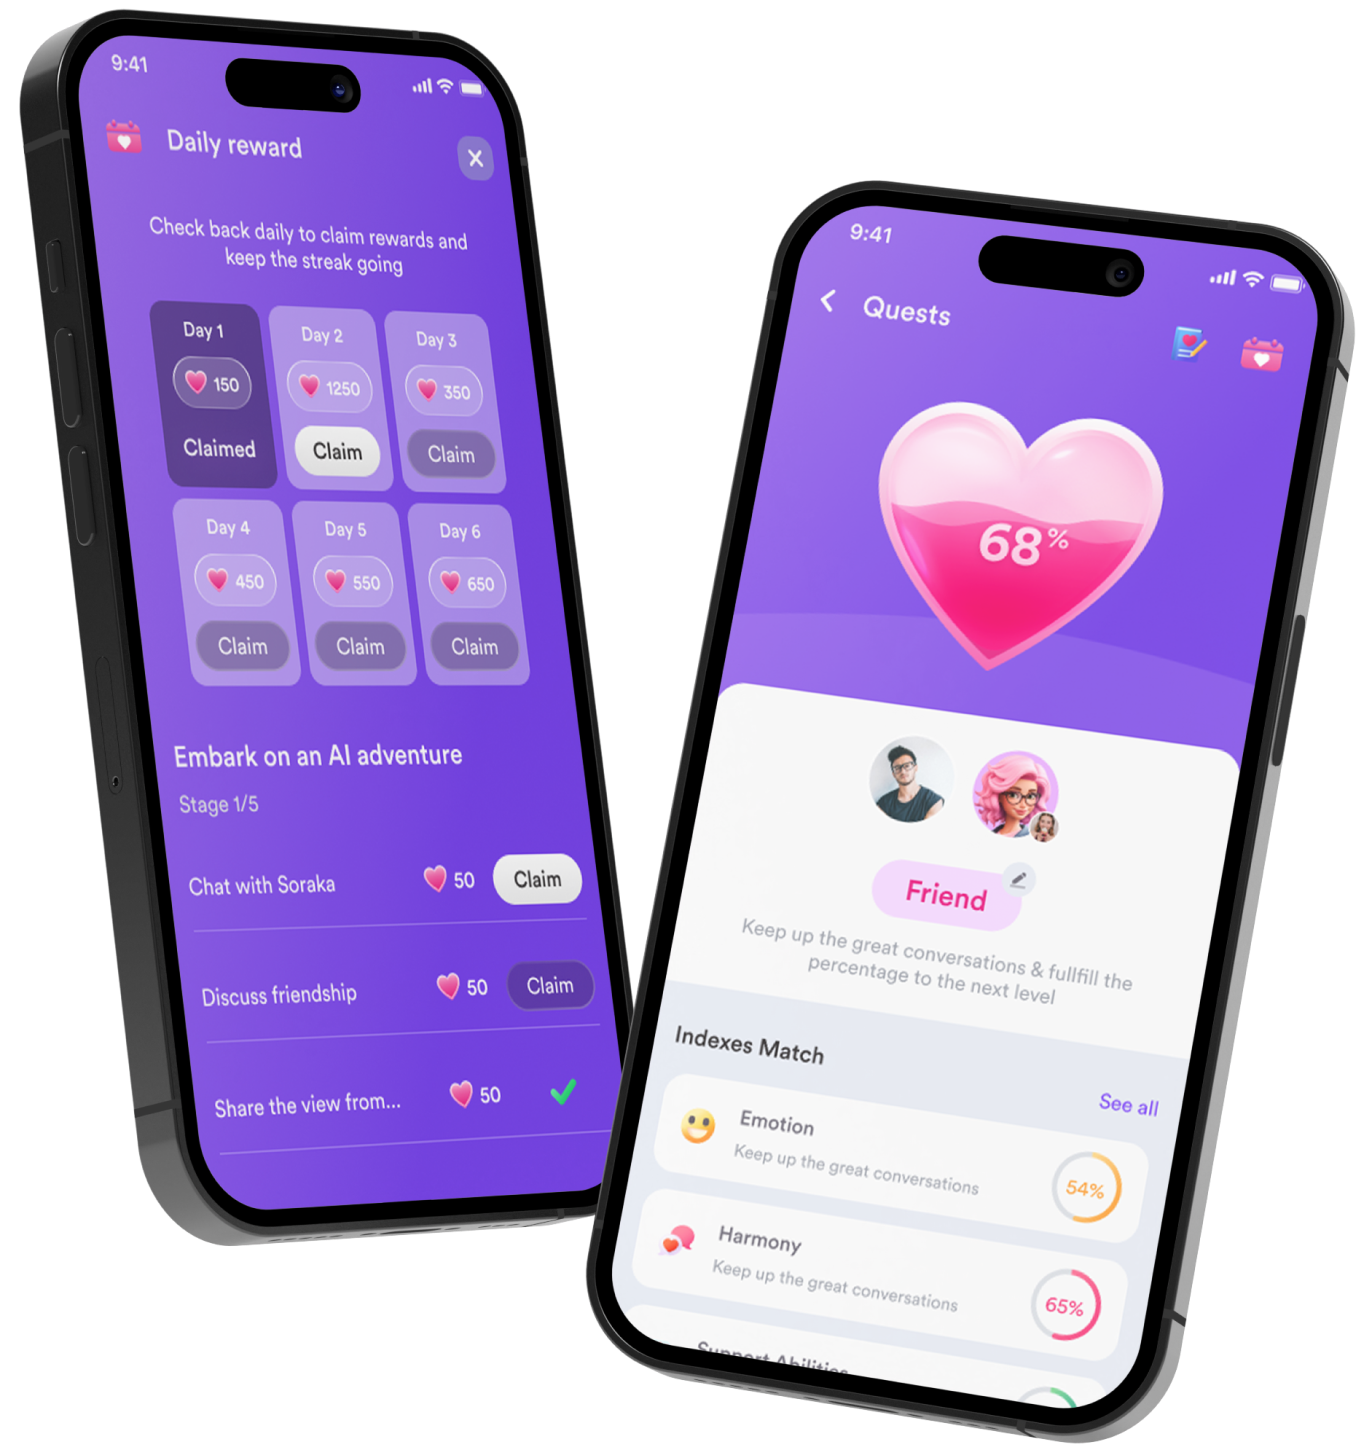 9:41
Daily reward
X
Check back daily to claim rewards and
keep the streak going
Day 1
150
Claimed
Day 2
1250
Claim
Day 3
350
Claim
Day 4
450
Claim
Day 5
550
Claim
Day 6
650
Claim
Embark on an AI adventure
Stage 1/5
Chat with Soraka
50
Claim
Discuss friendship
50
Claim
Share the view from...
50
9:41
Quests
68%
Friend
Keep up the great conversations & fullfill the
percentage to the next level
Indexes Match
See all
Emotion
Keep up the great conversations
54%
Harmony
Keep up the great conversations
65%
Support Abilities